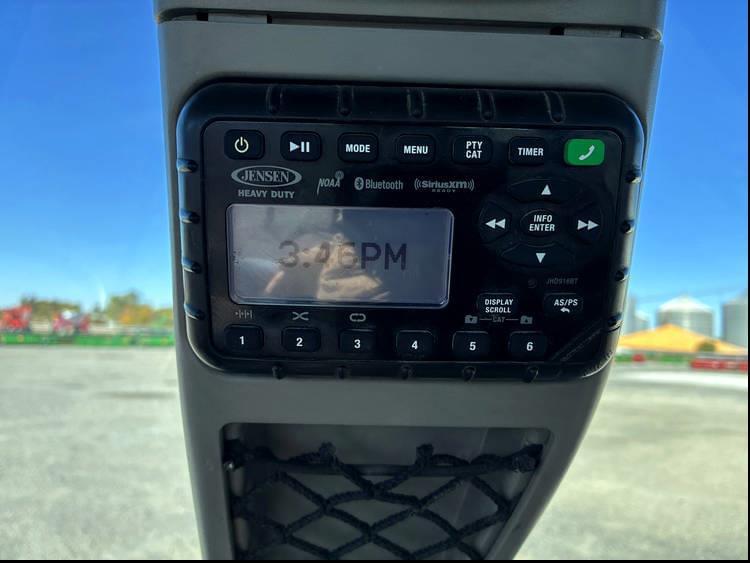 MODE MENU PTY CAT TIMER
JENSEN
HEAVY DUTY
NOAA Bluetooth ((SiriusXM))
READY
INFO
ENTER
3:46PM
JHD916BT
DISPLAY
SCROLL
AS/PS
CAT
1 2 3 4 5 6